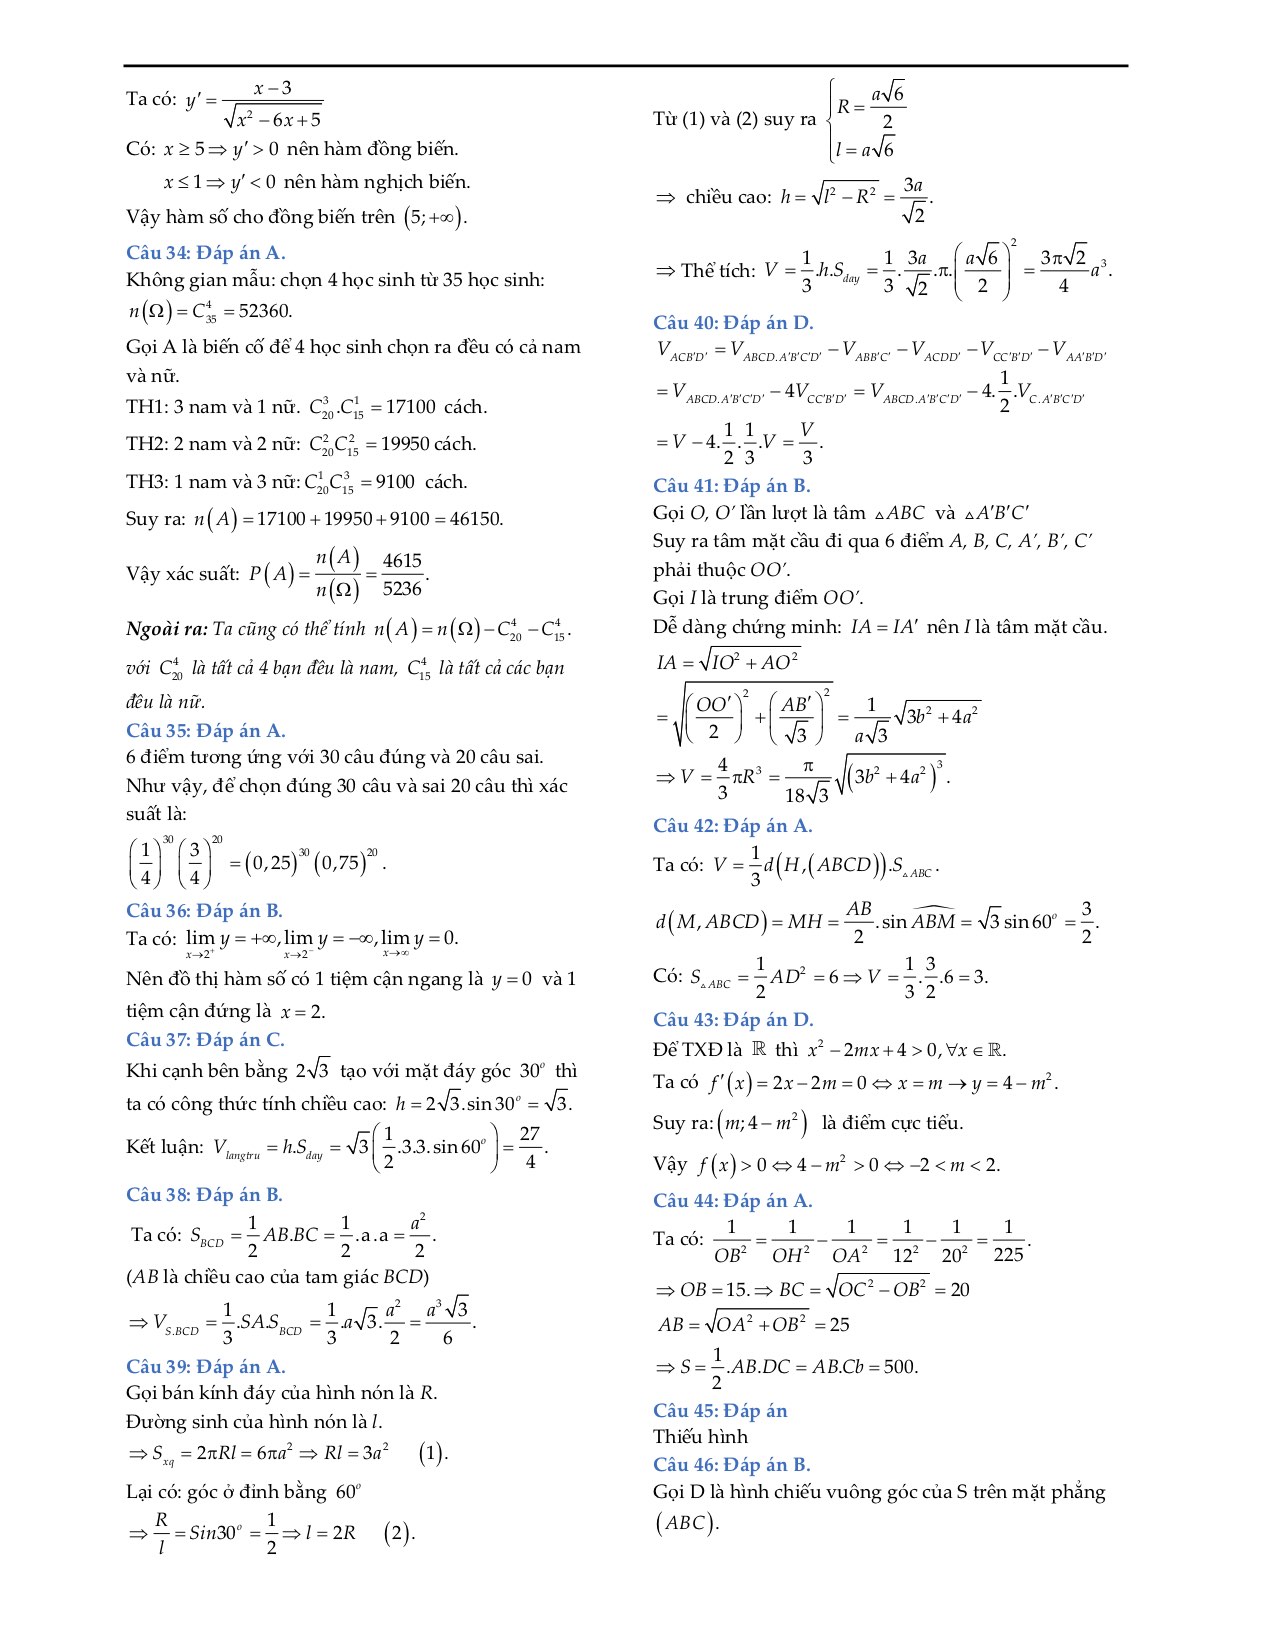 Ta có: $y' = \frac{x-3}{\sqrt{x^2-6x+5}}$
Có: $x \ge 5 \Rightarrow y' > 0$ nên hàm đồng biến.
$x \le 1 \Rightarrow y' < 0$ nên hàm nghịch biến.
Vậy hàm số cho đồng biến trên $(5;+\infty)$.
Câu 34: Đáp án A.
Không gian mẫu: chọn 4 học sinh từ 35 học sinh:
$n(\Omega) = C_{35}^4 = 52360.$
Gọi A là biến cố để 4 học sinh chọn ra đều có cả nam
và nữ.
TH1: 3 nam và 1 nữ. $C_{20}^3.C_{15}^1 = 17100$ cách.
TH2: 2 nam và 2 nữ: $C_{20}^2C_{15}^2 = 19950$ cách.
TH3: 1 nam và 3 nữ: $C_{20}^1C_{15}^3 = 9100$ cách.
Suy ra: $n(A) = 17100+19950+9100 = 46150.$
Vậy xác suất: $P(A) = \frac{n(A)}{n(\Omega)} = \frac{4615}{5236}.$
Ngoài ra: Ta cũng có thể tính $n(A) = n(\Omega) - C_{20}^4 - C_{15}^4.$
với $C_{20}^4$ là tất cả 4 bạn đều là nam, $C_{15}^4$ là tất cả các bạn
đều là nữ.
Câu 35: Đáp án A.
6 điểm tương ứng với 30 câu đúng và 20 câu sai.
Như vậy, để chọn đúng 30 câu và sai 20 câu thì xác
suất là:
$\left(\frac{1}{4}\right)^{30}\left(\frac{3}{4}\right)^{20} = (0,25)^{30}(0,75)^{20}.$
Câu 36: Đáp án B.
Ta có: $\lim_{x\to2^+} y = +\infty, \lim_{x\to2^-} y = -\infty, \lim_{x\to\infty} y = 0.$
Nên đồ thị hàm số có 1 tiệm cận ngang là $y = 0$ và 1
tiệm cận đứng là $x = 2.$
Câu 37: Đáp án C.
Khi cạnh bên bằng $2\sqrt{3}$ tạo với mặt đáy góc $30^o$ thì
ta có công thức tính chiều cao: $h = 2\sqrt{3}.\sin 30^o = \sqrt{3}.$
Kết luận: $V_{langtru} = h.S_{day} = \sqrt{3}\left(\frac{1}{2}.3.3.\sin 60^o\right) = \frac{27}{4}.$
Câu 38: Đáp án B.
Ta có: $S_{BCD} = \frac{1}{2}AB.BC = \frac{1}{2}.a.a = \frac{a^2}{2}.$
(AB là chiều cao của tam giác BCD)
$\Rightarrow V_{S.BCD} = \frac{1}{3}.SA.S_{BCD} = \frac{1}{3}.a\sqrt{3}.\frac{a^2}{2} = \frac{a^3\sqrt{3}}{6}.$
Câu 39: Đáp án A.
Gọi bán kính đáy của hình nón là R.
Đường sinh của hình nón là l.
$\Rightarrow S_{xq} = 2\pi Rl = 6\pi a^2 \Rightarrow Rl = 3a^2$ (1).
Lại có: góc ở đỉnh bằng $60^o$
$\Rightarrow \frac{R}{l} = Sin30^o = \frac{1}{2} \Rightarrow l = 2R$ (2).
Từ (1) và (2) suy ra $\begin{cases} R = \frac{a\sqrt{6}}{2} \\ l = a\sqrt{6} \end{cases}$
$\Rightarrow$ chiều cao: $h = \sqrt{l^2-R^2} = \frac{3a}{\sqrt{2}}.$
$\Rightarrow$ Thể tích: $V = \frac{1}{3}.h.S_{day} = \frac{1}{3}.\frac{3a}{\sqrt{2}}.\pi.\left(\frac{a\sqrt{6}}{2}\right)^2 = \frac{3\pi\sqrt{2}}{4}a^3.$
Câu 40: Đáp án D.
$V_{ACB'D'} = V_{ABCD.A'B'C'D'} - V_{ABB'C'} - V_{ACDD'} - V_{CC'B'D'} - V_{AA'B'D'}$
$= V_{ABCD.A'B'C'D'} - 4V_{CC'B'D'} = V_{ABCD.A'B'C'D'} - 4.\frac{1}{2}.V_{C.A'B'C'D'}$
$= V - 4.\frac{1}{2}.\frac{1}{3}.V = \frac{V}{3}.$
Câu 41: Đáp án B.
Gọi O, O' lần lượt là tâm $\triangle ABC$ và $\triangle A'B'C'$
Suy ra tâm mặt cầu đi qua 6 điểm A, B, C, A', B', C'
phải thuộc OO'.
Gọi I là trung điểm OO'.
Dễ dàng chứng minh: $IA = IA'$ nên I là tâm mặt cầu.
$IA = \sqrt{IO^2+AO^2}$
$= \sqrt{\left(\frac{OO'}{2}\right)^2+\left(\frac{AB'}{\sqrt{3}}\right)^2} = \frac{1}{a\sqrt{3}}\sqrt{3b^2+4a^2}$
$\Rightarrow V = \frac{4}{3}\pi R^3 = \frac{\pi}{18\sqrt{3}}\sqrt{(3b^2+4a^2)^3}.$
Câu 42: Đáp án A.
Ta có: $V = \frac{1}{3}d(H,(ABCD)).S_{\triangle ABC}.$
$d(M, ABCD) = MH = \frac{AB}{2}.\sin\widehat{ABM} = \sqrt{3}\sin 60^o = \frac{3}{2}.$
Có: $S_{\triangle ABC} = \frac{1}{2}AD^2 = 6 \Rightarrow V = \frac{1}{3}.\frac{3}{2}.6 = 3.$
Câu 43: Đáp án D.
Để TXĐ là $\mathbb{R}$ thì $x^2-2mx+4>0, \forall x \in \mathbb{R}.$
Ta có $f'(x) = 2x-2m = 0 \Leftrightarrow x = m \to y = 4-m^2.$
Suy ra: $(m;4-m^2)$ là điểm cực tiểu.
Vậy $f(x)>0 \Leftrightarrow 4-m^2>0 \Leftrightarrow -2<m<2.$
Câu 44: Đáp án A.
Ta có: $\frac{1}{OB^2} = \frac{1}{OH^2} - \frac{1}{OA^2} = \frac{1}{12^2} - \frac{1}{20^2} = \frac{1}{225}.$
$\Rightarrow OB = 15. \Rightarrow BC = \sqrt{OC^2-OB^2} = 20$
$AB = \sqrt{OA^2+OB^2} = 25$
$\Rightarrow S = \frac{1}{2}.AB.DC = AB.Cb = 500.$
Câu 45: Đáp án
Thiếu hình
Câu 46: Đáp án B.
Gọi D là hình chiếu vuông góc của S trên mặt phẳng
$(ABC).$